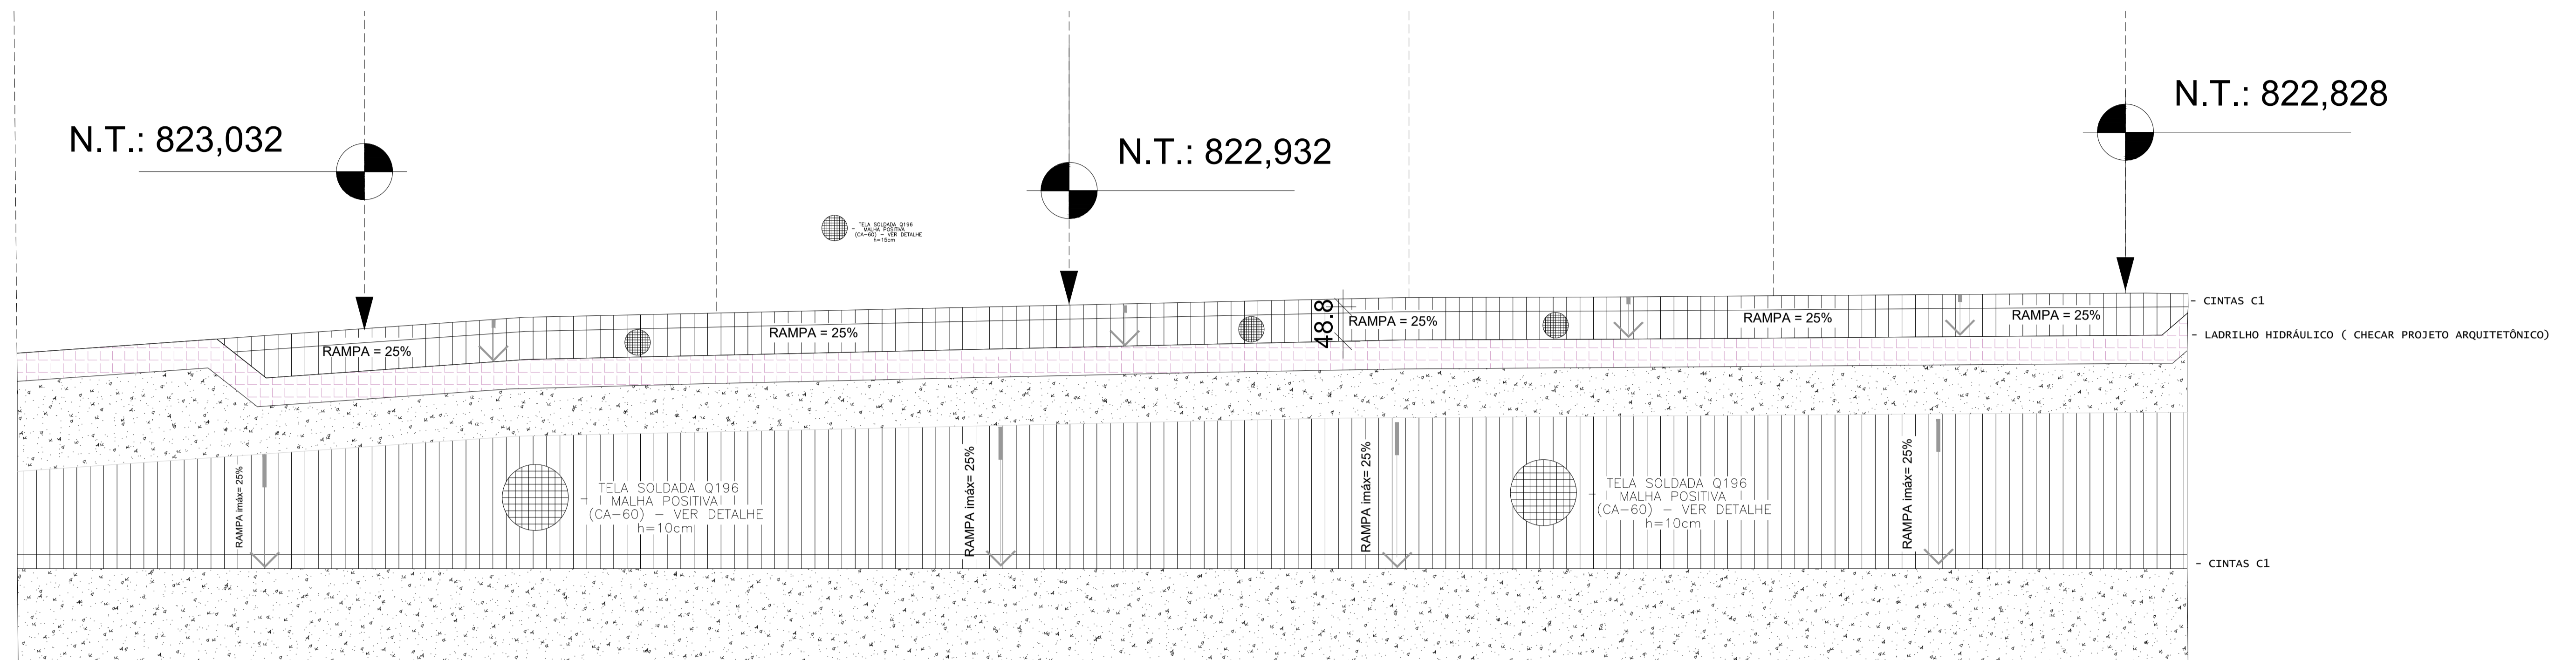 N.T.: 822,828
N.T.: 823,032
N.T.: 822,932
TELA SOLDADA Q196
- MALHA POSITIVA
(CA-60) - VER DETALHE
h=15cm
- CINTAS C1
RAMPA = 25%
RAMPA = 25%
48.8
RAMPA = 25%
RAMPA = 25%
RAMPA = 25%
- LADRILHO HIDRÁULICO ( CHECAR PROJETO ARQUITETÔNICO)
RAMPA imáx= 25%
TELA SOLDADA Q196
- MALHA POSITIVA
(CA-60) - VER DETALHE
h=10cm
RAMPA imáx= 25%
RAMPA imáx= 25%
TELA SOLDADA Q196
- MALHA POSITIVA
(CA-60) - VER DETALHE
h=10cm
RAMPA imáx= 25%
- CINTAS C1